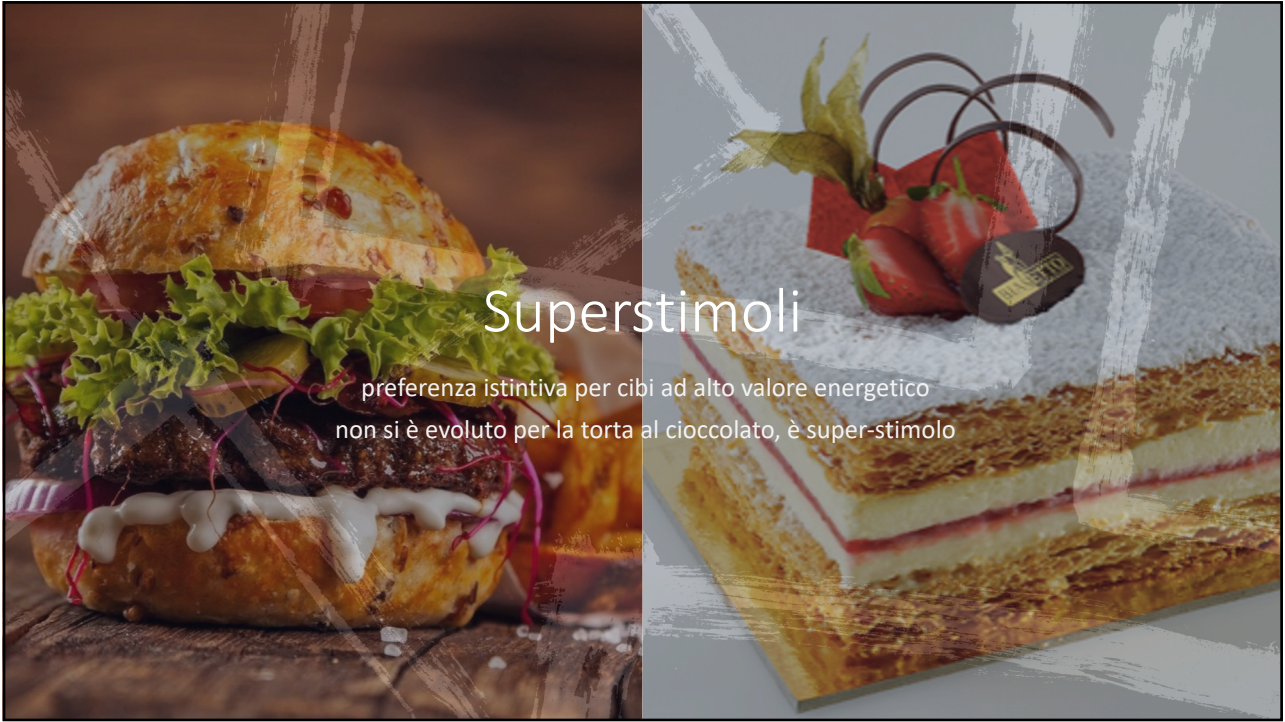 Superstimoli
preferenza istintiva per cibi ad alto valore energetico
non si è evoluto per la torta al cioccolato, è super-stimolo